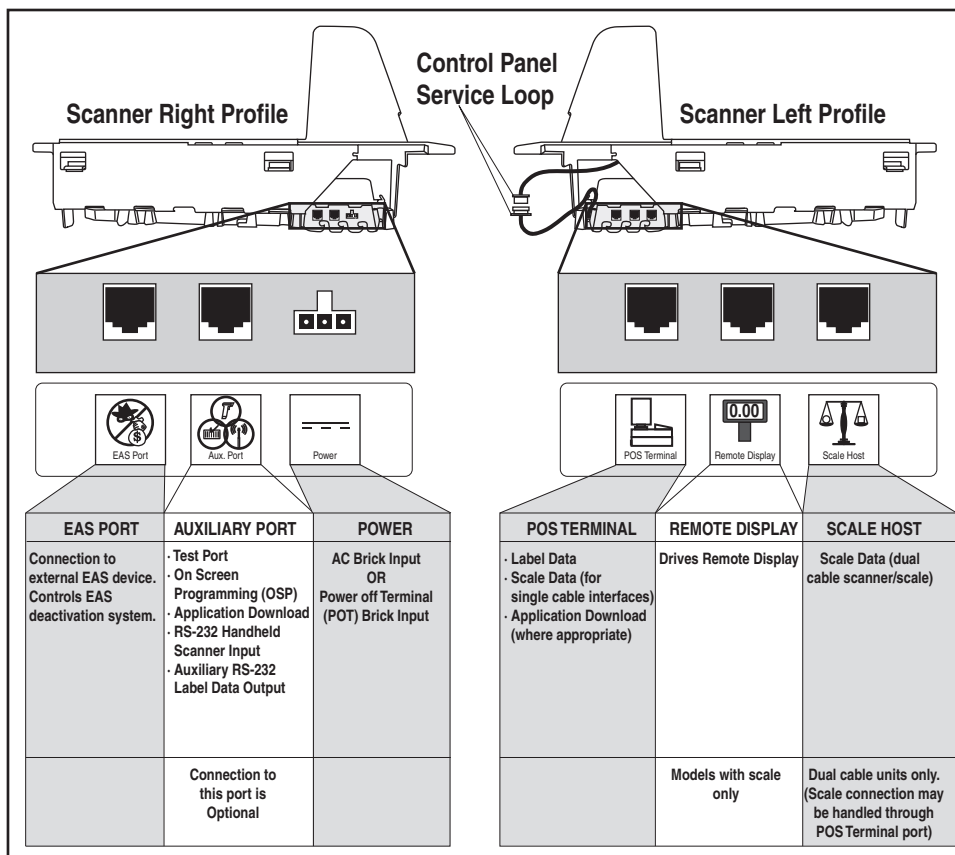 Control Panel
Service Loop
Scanner Right Profile
Scanner Left Profile
EAS Port
Aux. Port
Power
POS Terminal
0.00
Remote Display
Scale Host
$
EAS PORT
Connection to
external EAS device.
Controls EAS
deactivation system.
AUXILIARY PORT
· Test Port
· On Screen
Programming (OSP)
· Application Download
· RS-232 Handheld
Scanner Input
· Auxiliary RS-232
Label Data Output
Connection to
this port is
Optional
POWER
AC Brick Input
OR
Power off Terminal
(POT) Brick Input
POS TERMINAL
· Label Data
· Scale Data (for
single cable interfaces)
· Application Download
(where appropriate)
REMOTE DISPLAY
Drives Remote Display
Models with scale
only
SCALE HOST
Scale Data (dual
cable scanner/scale)
Dual cable units only.
(Scale connection may
be handled through
POS Terminal port)